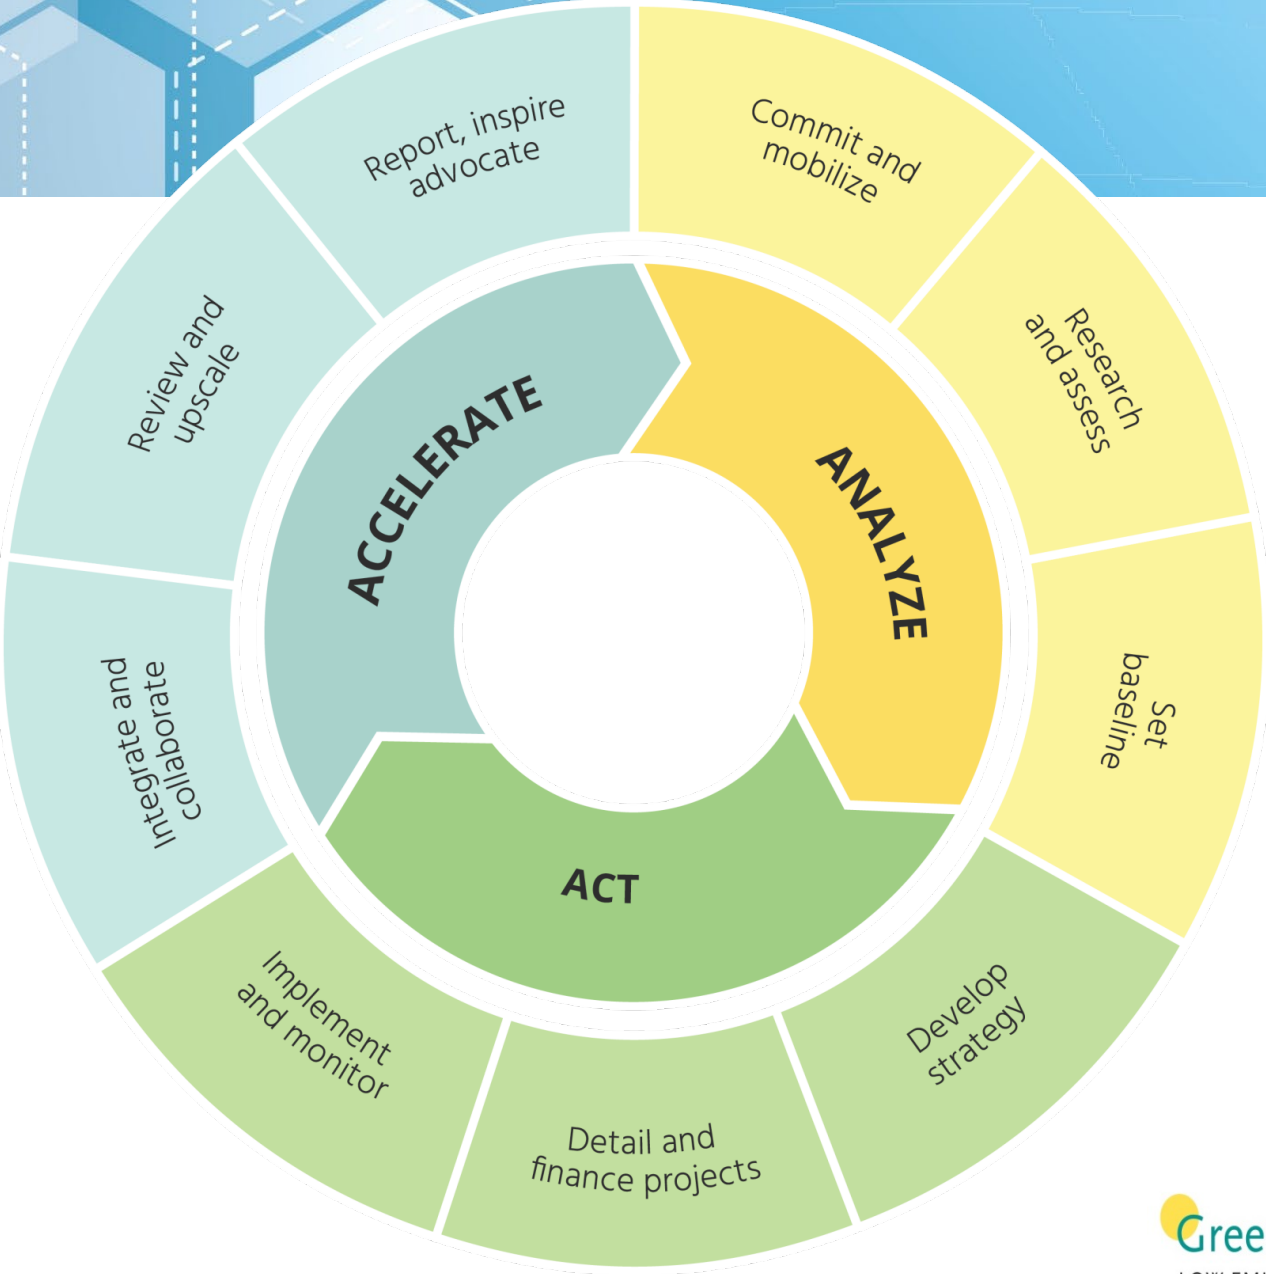 Commit and
mobilize
Research
and assess
Set
baseline
Develop
strategy
Detail and
finance projects
Implement
and monitor
Integrate and
collaborate
Review and
upscale
Report, inspire
advocate
ANALYZE
ACT
ACCELERATE
Gree